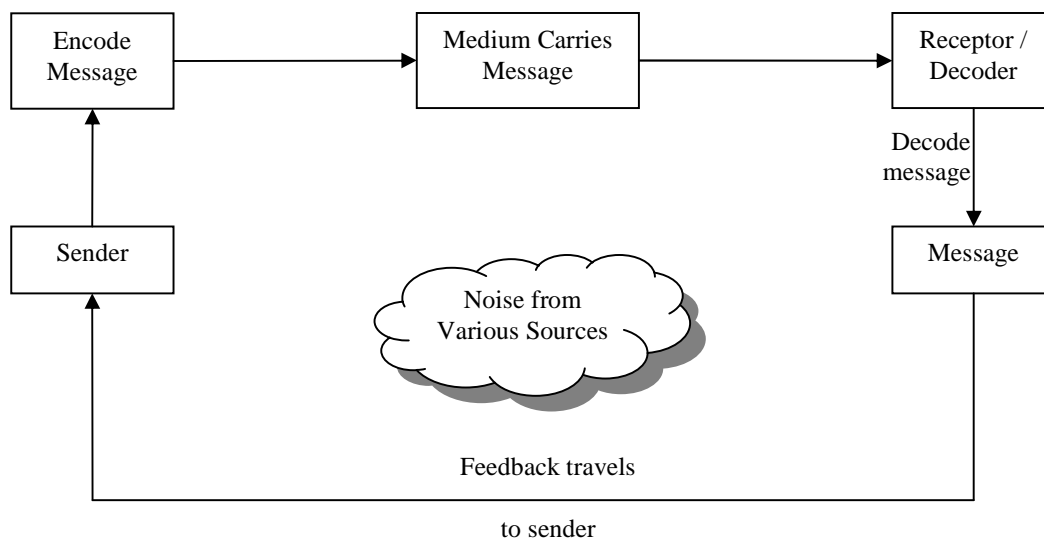 Encode
Message
Medium Carries
Message
Receptor /
Decoder
Decode
message
Sender
Message
Noise from
Various Sources
Feedback travels
to sender